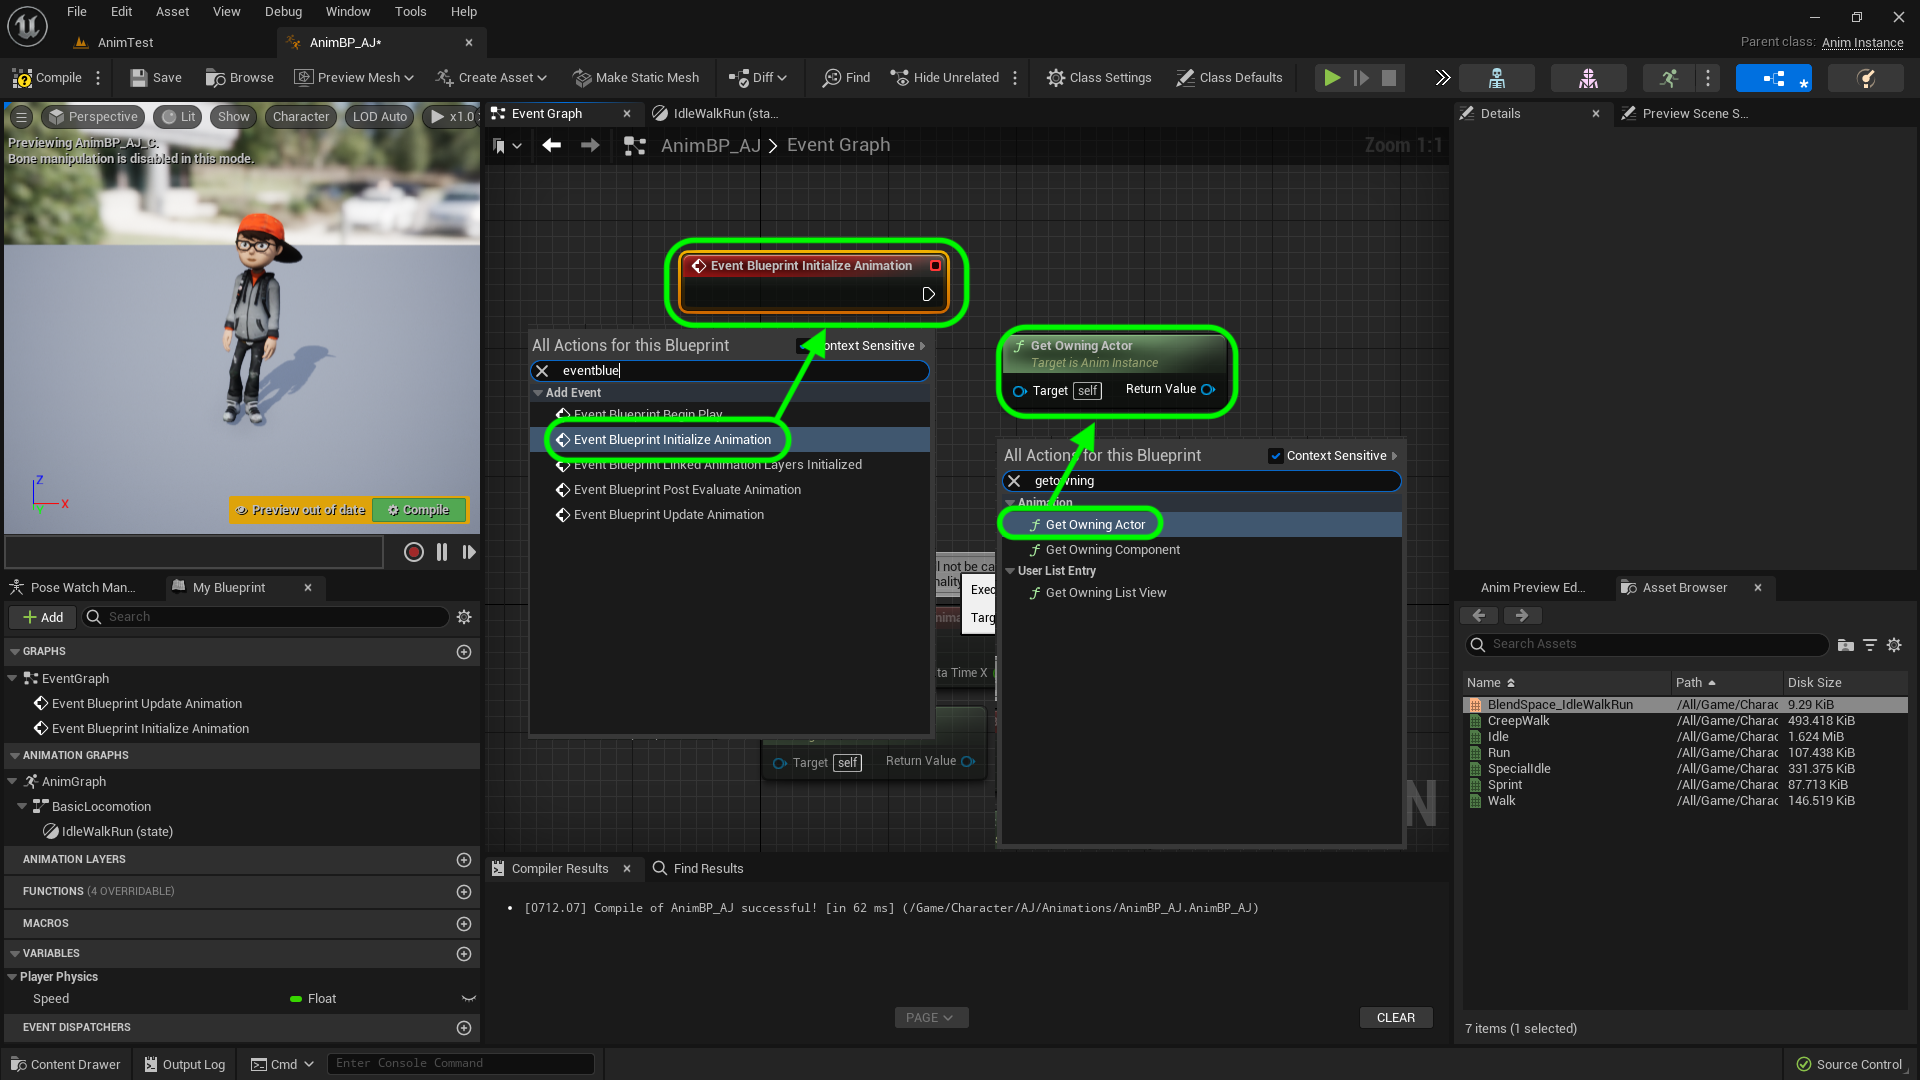 File Edit Asset View Debug Window Tools Help
AnimTest
AnimBP_AJ*
Parent class: Anim Instance
Compile
Save
Browse
Preview Mesh
Create Asset
Make Static Mesh
Diff
Find
Hide Unrelated
Class Settings
Class Defaults
Perspective
Lit
Show
Character
LOD Auto
x1.0
Previewing AnimBP_AJ_C.
Bone manipulation is disabled in this mode.
Z
X
Preview out of date
Compile
Event Graph
IdleWalkRun (sta...
AnimBP_AJ > Event Graph
Zoom 1:1
Event Blueprint Initialize Animation
All Actions for this Blueprint
Context Sensitive
eventblue
Add Event
Event Blueprint Begin Play
Event Blueprint Initialize Animation
Event Blueprint Linked Animation Layers Initialized
Event Blueprint Post Evaluate Animation
Event Blueprint Update Animation
Get Owning Actor
Target is Anim Instance
Target self
Return Value
All Actions for this Blueprint
Context Sensitive
getowning
Animation
Get Owning Actor
Get Owning Component
User List Entry
Get Owning List View
Target self
Return Value
Details
Preview Scene S...
Pose Watch Man...
My Blueprint
Add
Search
GRAPHS
EventGraph
Event Blueprint Update Animation
Event Blueprint Initialize Animation
ANIMATION GRAPHS
AnimGraph
BasicLocomotion
IdleWalkRun (state)
ANIMATION LAYERS
FUNCTIONS (4 OVERRIDABLE)
MACROS
VARIABLES
Player Physics
Speed
Float
EVENT DISPATCHERS
Compiler Results
Find Results
[0712.07] Compile of AnimBP_AJ successful! [in 62 ms] (/Game/Character/AJ/Animations/AnimBP_AJ.AnimBP_AJ)
PAGE
CLEAR
Anim Preview Ed...
Asset Browser
Search Assets
Name Path Disk Size
BlendSpace_IdleWalkRun /All/Game/Charac 9.29 KiB
CreepWalk /All/Game/Charac 493.418 KiB
Idle /All/Game/Charac 1.624 MiB
Run /All/Game/Charac 107.438 KiB
SpecialIdle /All/Game/Charac 331.375 KiB
Sprint /All/Game/Charac 87.713 KiB
Walk /All/Game/Charac 146.519 KiB
7 items (1 selected)
Content Drawer
Output Log
Cmd
Enter Console Command
Source Control